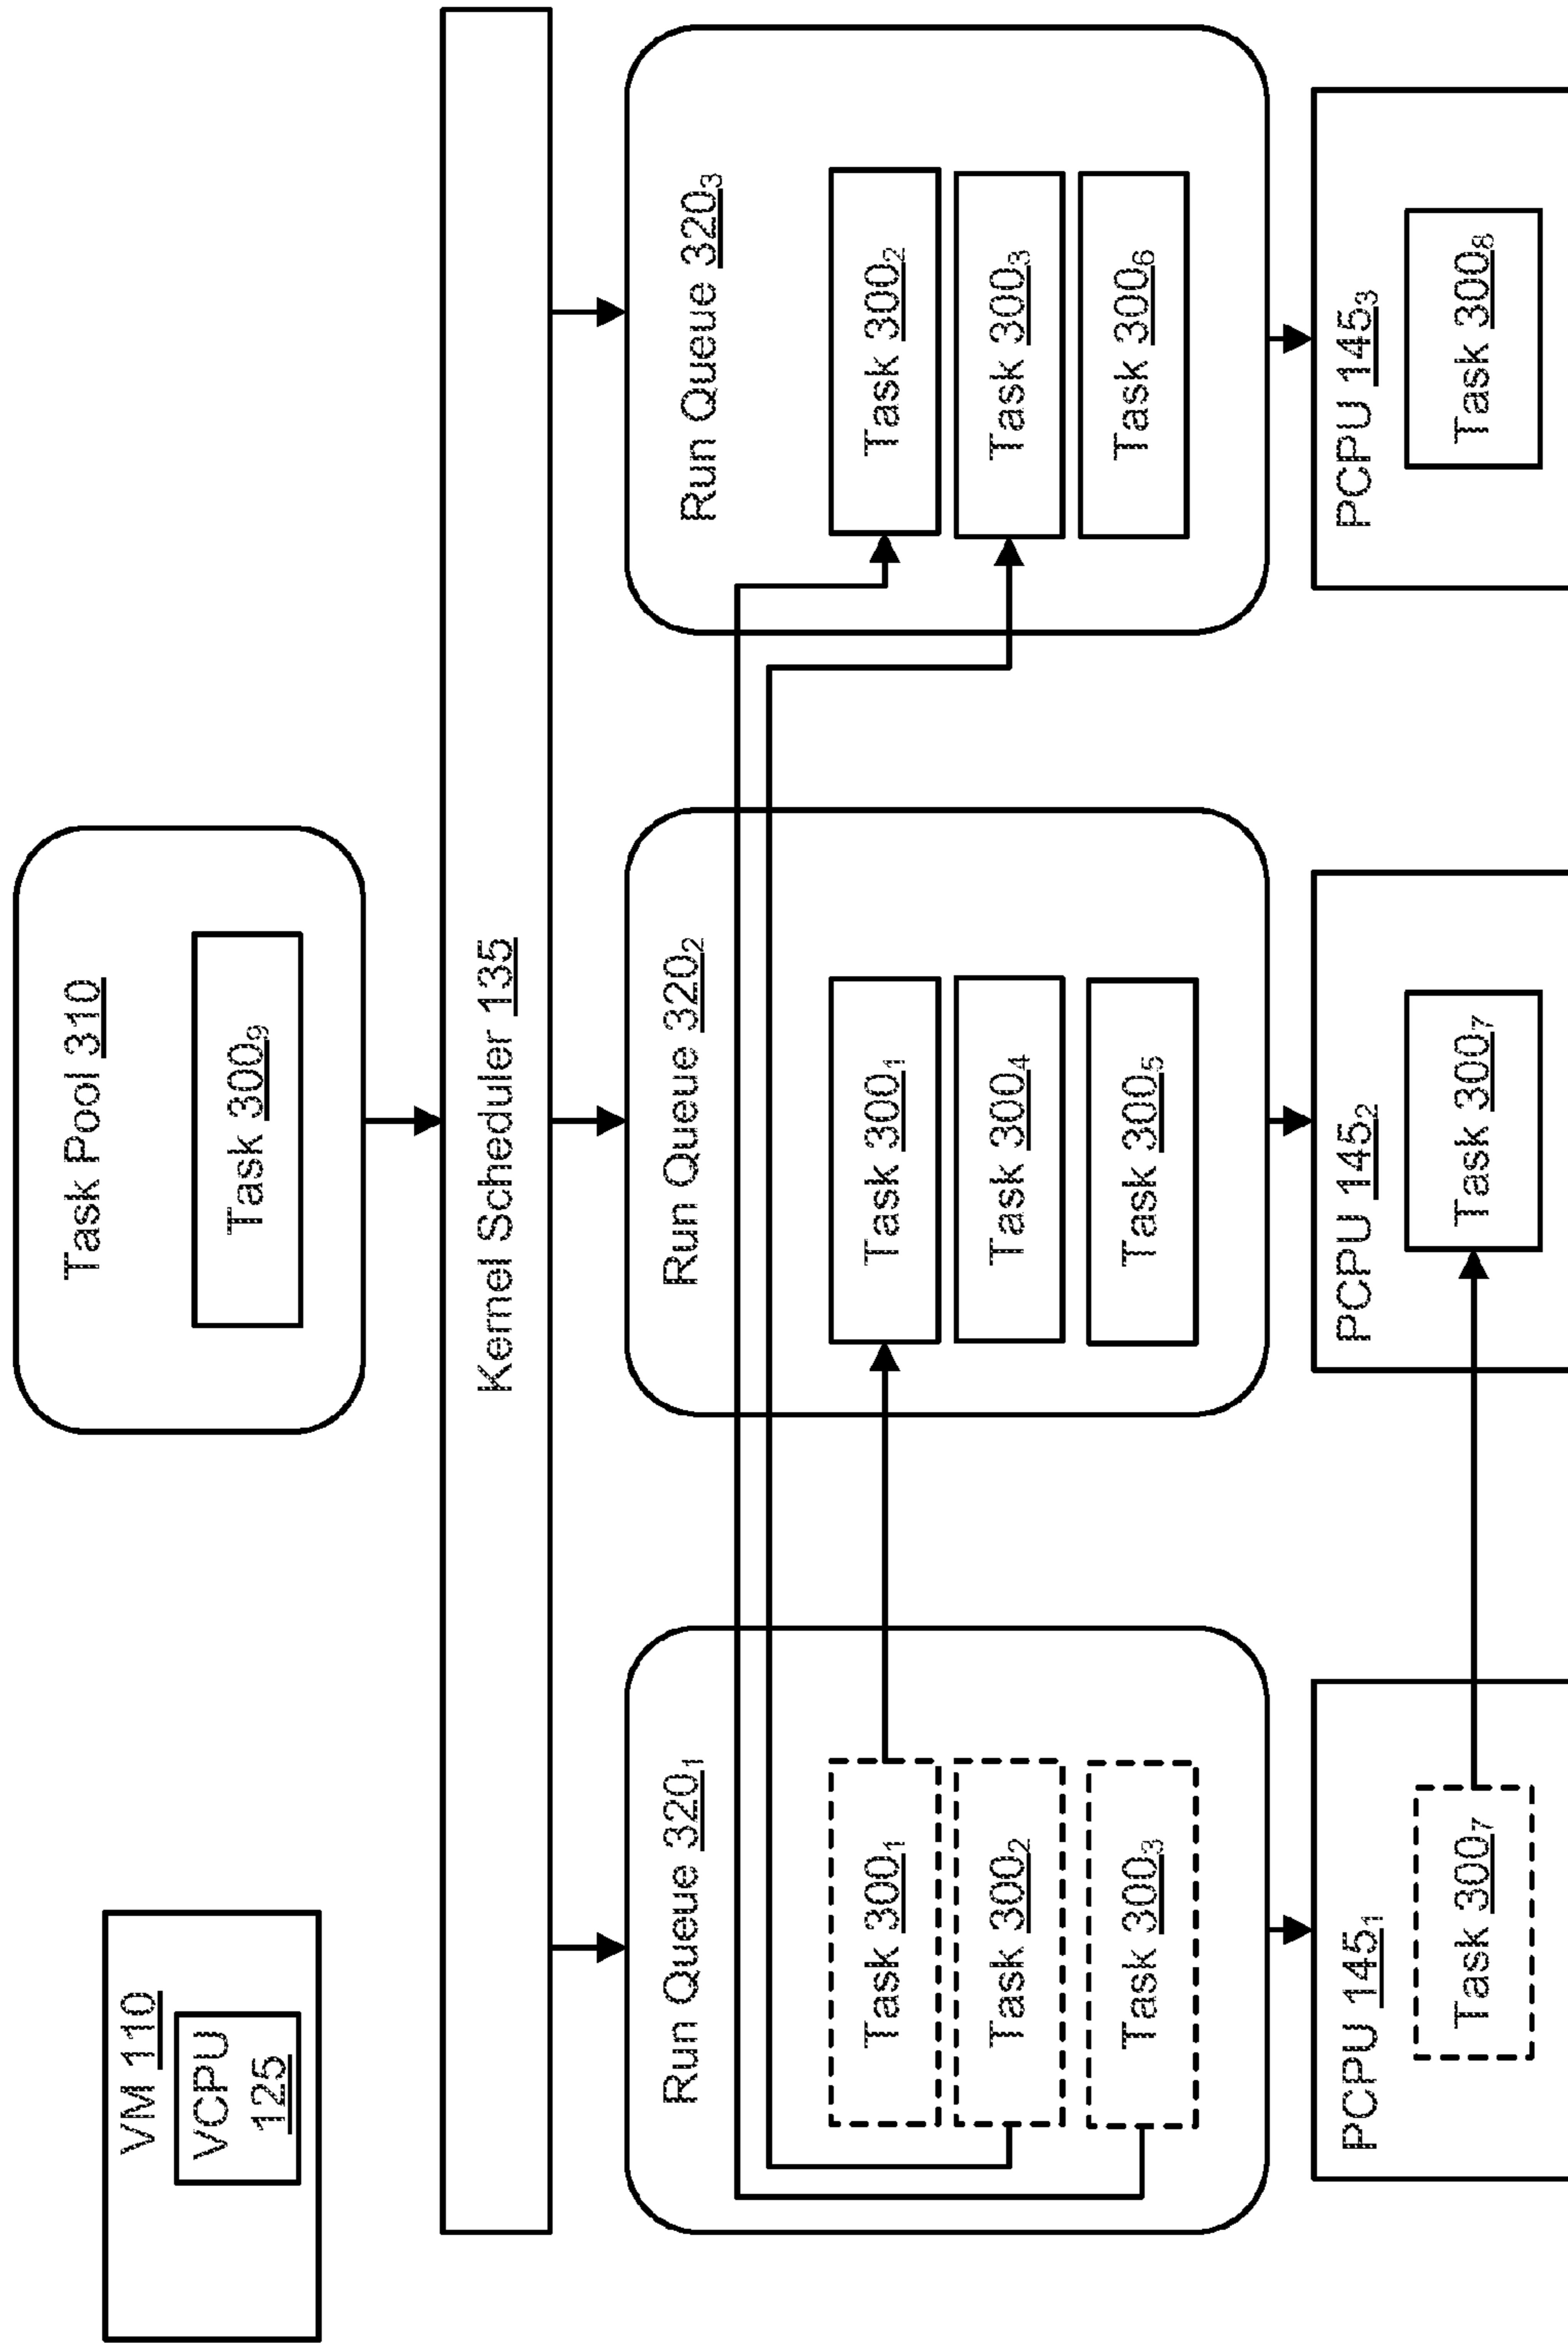 VM 110
VCPU
125
Task Pool 310
Task 300₉
Kernel Scheduler 135
Run Queue 320₁
Task 300₁
Task 300₂
Task 300₃
Run Queue 320₂
Task 300₁
Task 300₄
Task 300₅
Run Queue 320₃
Task 300₂
Task 300₃
Task 300₆
PCPU 145₁
Task 300₇
PCPU 145₂
Task 300₇
PCPU 145₃
Task 300₈